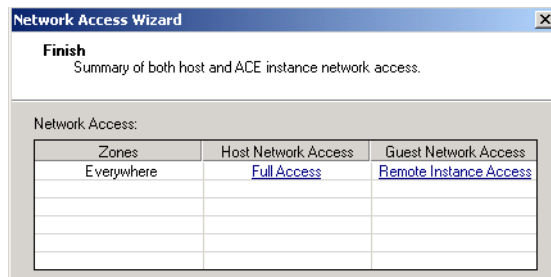 Network Access Wizard
Finish
Summary of both host and ACE instance network access.
Network Access:
Zones Host Network Access Guest Network Access
Everywhere Full Access Remote Instance Access